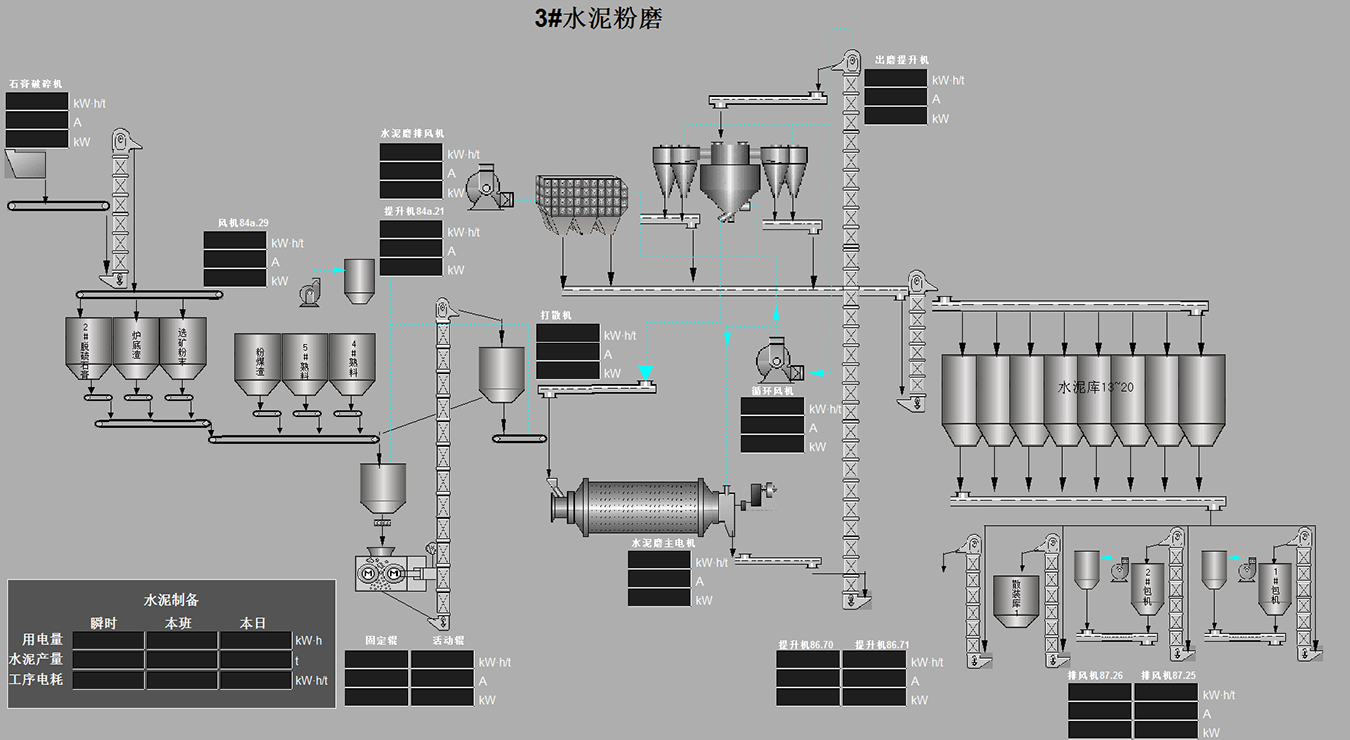 3#水泥粉磨
石膏破碎机
kW·h/t
A
kW
出磨提升机
kW·h/t
A
kW
水泥磨排风机
kW·h/t
A
kW
提升机84a.21
kW·h/t
A
kW
风机84a.29
kW·h/t
A
kW
2#脱硫石膏
炉底渣
选矿粉末
粉煤渣
5#熟料
4#熟料
打散机
kW·h/t
A
kW
循环风机
kW·h/t
A
kW
水泥库13~20
水泥磨主电机
kW·h/t
A
kW
M M
散装库1
2#包机
1#包机
水泥制备
瞬时 本班 本日
用电量 kW·h
水泥产量 t
工序电耗 kW·h/t
固定辊 活动辊
kW·h/t
A
kW
提升机86.70 提升机86.71
kW·h/t
A
kW
排风机87.26 排风机87.25
kW·h/t
A
kW